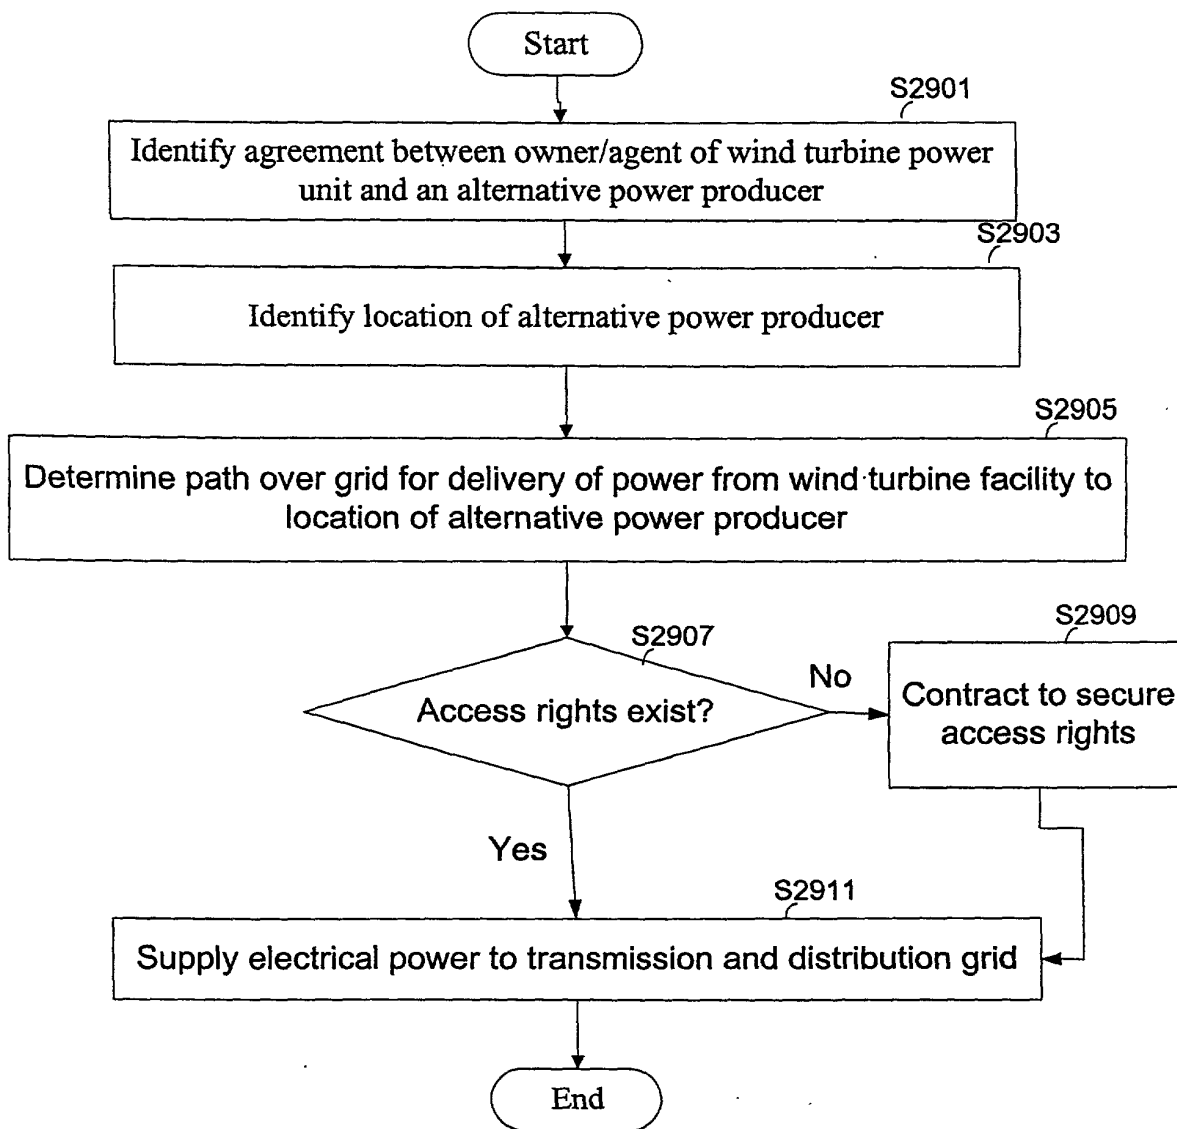 Start
S2901
Identify agreement between owner/agent of wind turbine power
unit and an alternative power producer
S2903
Identify location of alternative power producer
S2905
Determine path over grid for delivery of power from wind turbine facility to
location of alternative power producer
S2907
Access rights exist?
No
S2909
Contract to secure
access rights
Yes
S2911
Supply electrical power to transmission and distribution grid
End